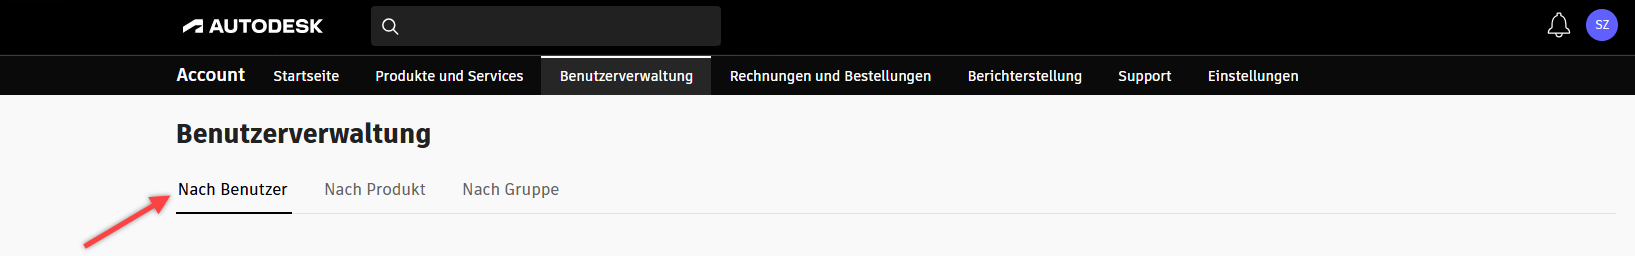 AUTODESK
SZ
Account Startseite Produkte und Services Benutzerverwaltung Rechnungen und Bestellungen Berichterstellung Support Einstellungen
Benutzerverwaltung
Nach Benutzer Nach Produkt Nach Gruppe